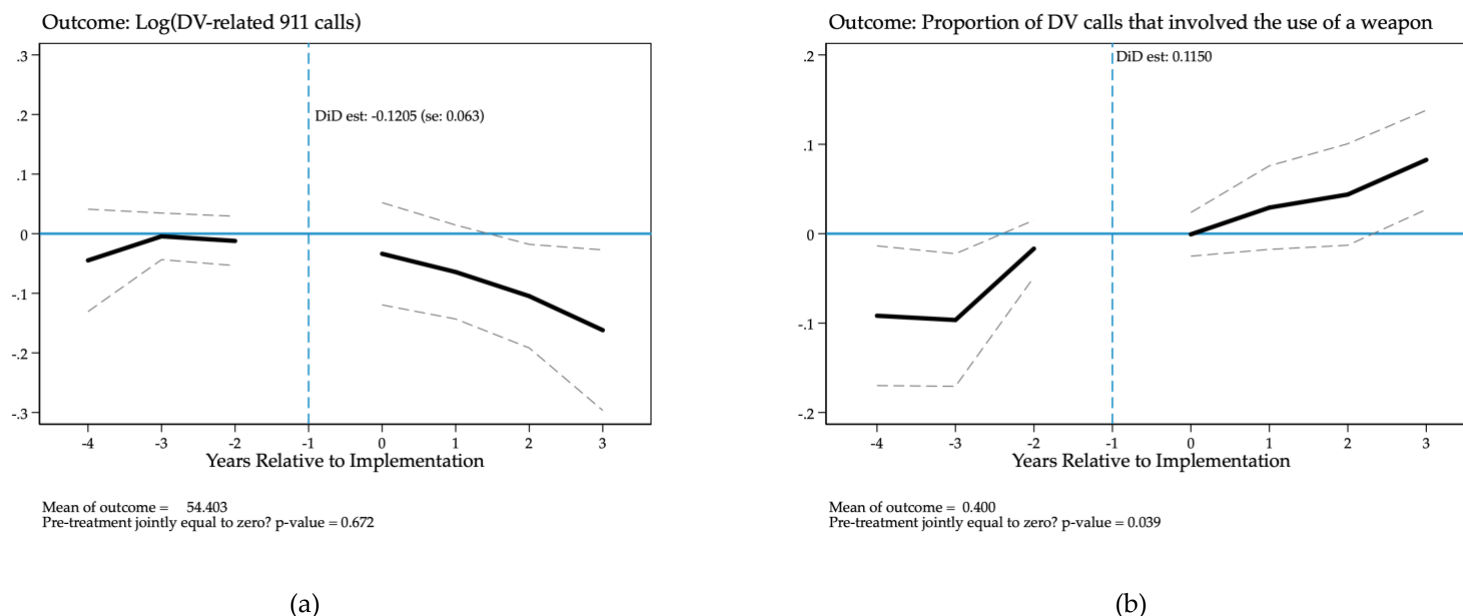 Outcome: Log(DV-related 911 calls)
.3
.2
.1
0
-.1
-.2
-.3
DiD est: -0.1205 (se: 0.063)
-4 -3 -2 -1 0 1 2 3
Years Relative to Implementation
Mean of outcome = 54.403
Pre-treatment jointly equal to zero? p-value = 0.672
(a)
Outcome: Proportion of DV calls that involved the use of a weapon
.2
.1
0
-.1
-.2
DiD est: 0.1150
-4 -3 -2 -1 0 1 2 3
Years Relative to Implementation
Mean of outcome = 0.400
Pre-treatment jointly equal to zero? p-value = 0.039
(b)